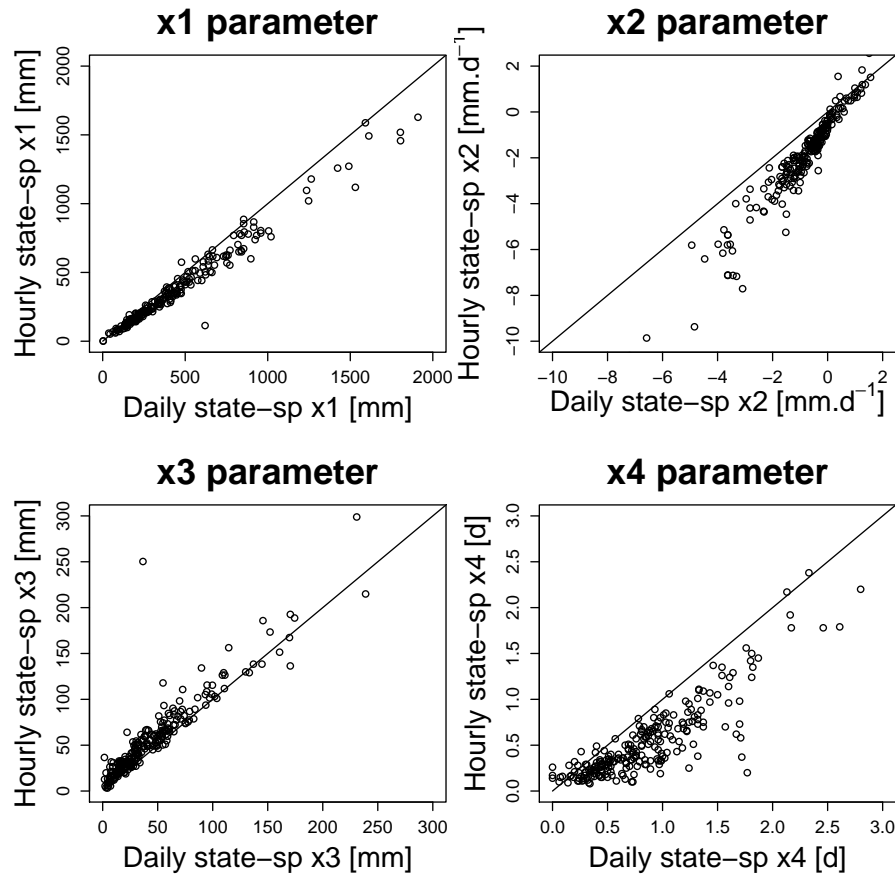 x1 parameter
Hourly state−sp x1 [mm]
2000
1500
1000
500
0
0 500 1000 1500 2000
Daily state−sp x1 [mm]
x2 parameter
Hourly state−sp x2 [mm.d−1]
2
0
−2
−4
−6
−8
−10
−10 −8 −6 −4 −2 0 2
Daily state−sp x2 [mm.d−1]
x3 parameter
Hourly state−sp x3 [mm]
300
250
200
150
100
50
0
0 50 100 150 200 250 300
Daily state−sp x3 [mm]
x4 parameter
Hourly state−sp x4 [d]
3.0
2.5
2.0
1.5
1.0
0.5
0.0
0.0 0.5 1.0 1.5 2.0 2.5 3.0
Daily state−sp x4 [d]